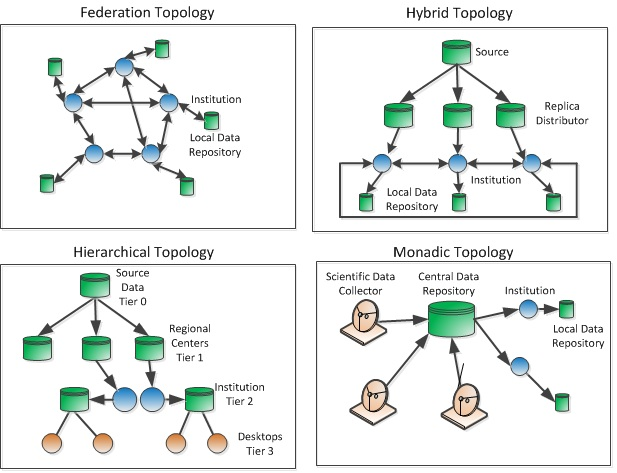 Federation Topology
Institution
Local Data
Repository
Hybrid Topology
Source
Replica
Distributor
Institution
Local Data
Repository
Hierarchical Topology
Source
Data
Tier 0
Regional
Centers
Tier 1
Institution
Tier 2
Desktops
Tier 3
Monadic Topology
Scientific Data
Collector
Central Data
Repository
Institution
Local Data
Repository